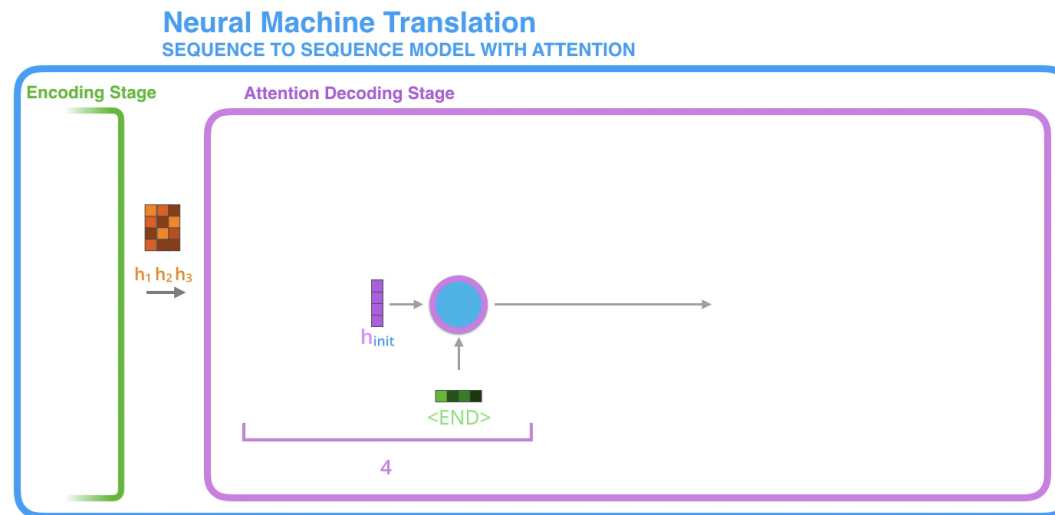 Neural Machine Translation
SEQUENCE TO SEQUENCE MODEL WITH ATTENTION
Encoding Stage
Attention Decoding Stage
h₁ h₂ h₃
hinit
<END>
4